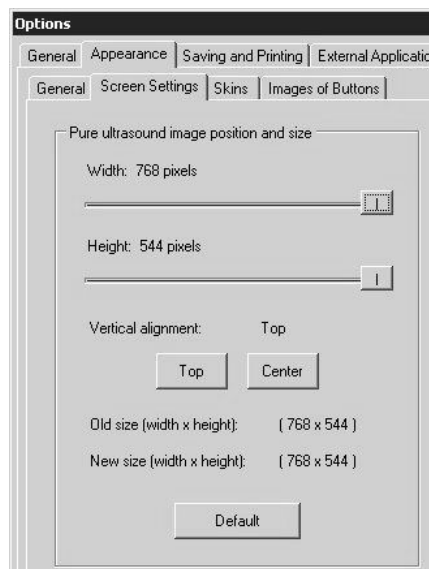 Options
General Appearance Saving and Printing External Applicatic
General Screen Settings Skins Images of Buttons
Pure ultrasound image position and size
Width: 768 pixels
Height: 544 pixels
Vertical alignment: Top
Top Center
Old size (width x height): ( 768 x 544 )
New size (width x height): ( 768 x 544 )
Default